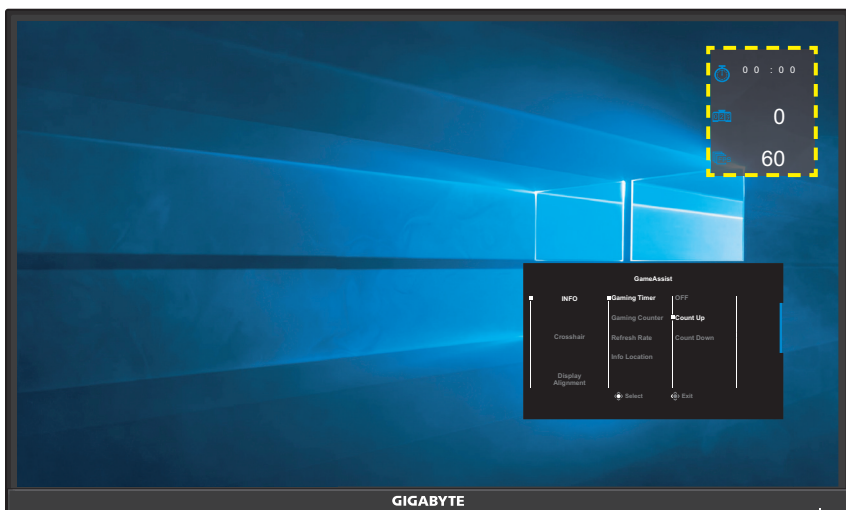 00:00
0
60
GameAssist
INFO
Gaming Timer
OFF
Gaming Counter
Count Up
Crosshair
Refresh Rate
Count Down
Info Location
Display
Alignment
Select
Exit
GIGABYTE